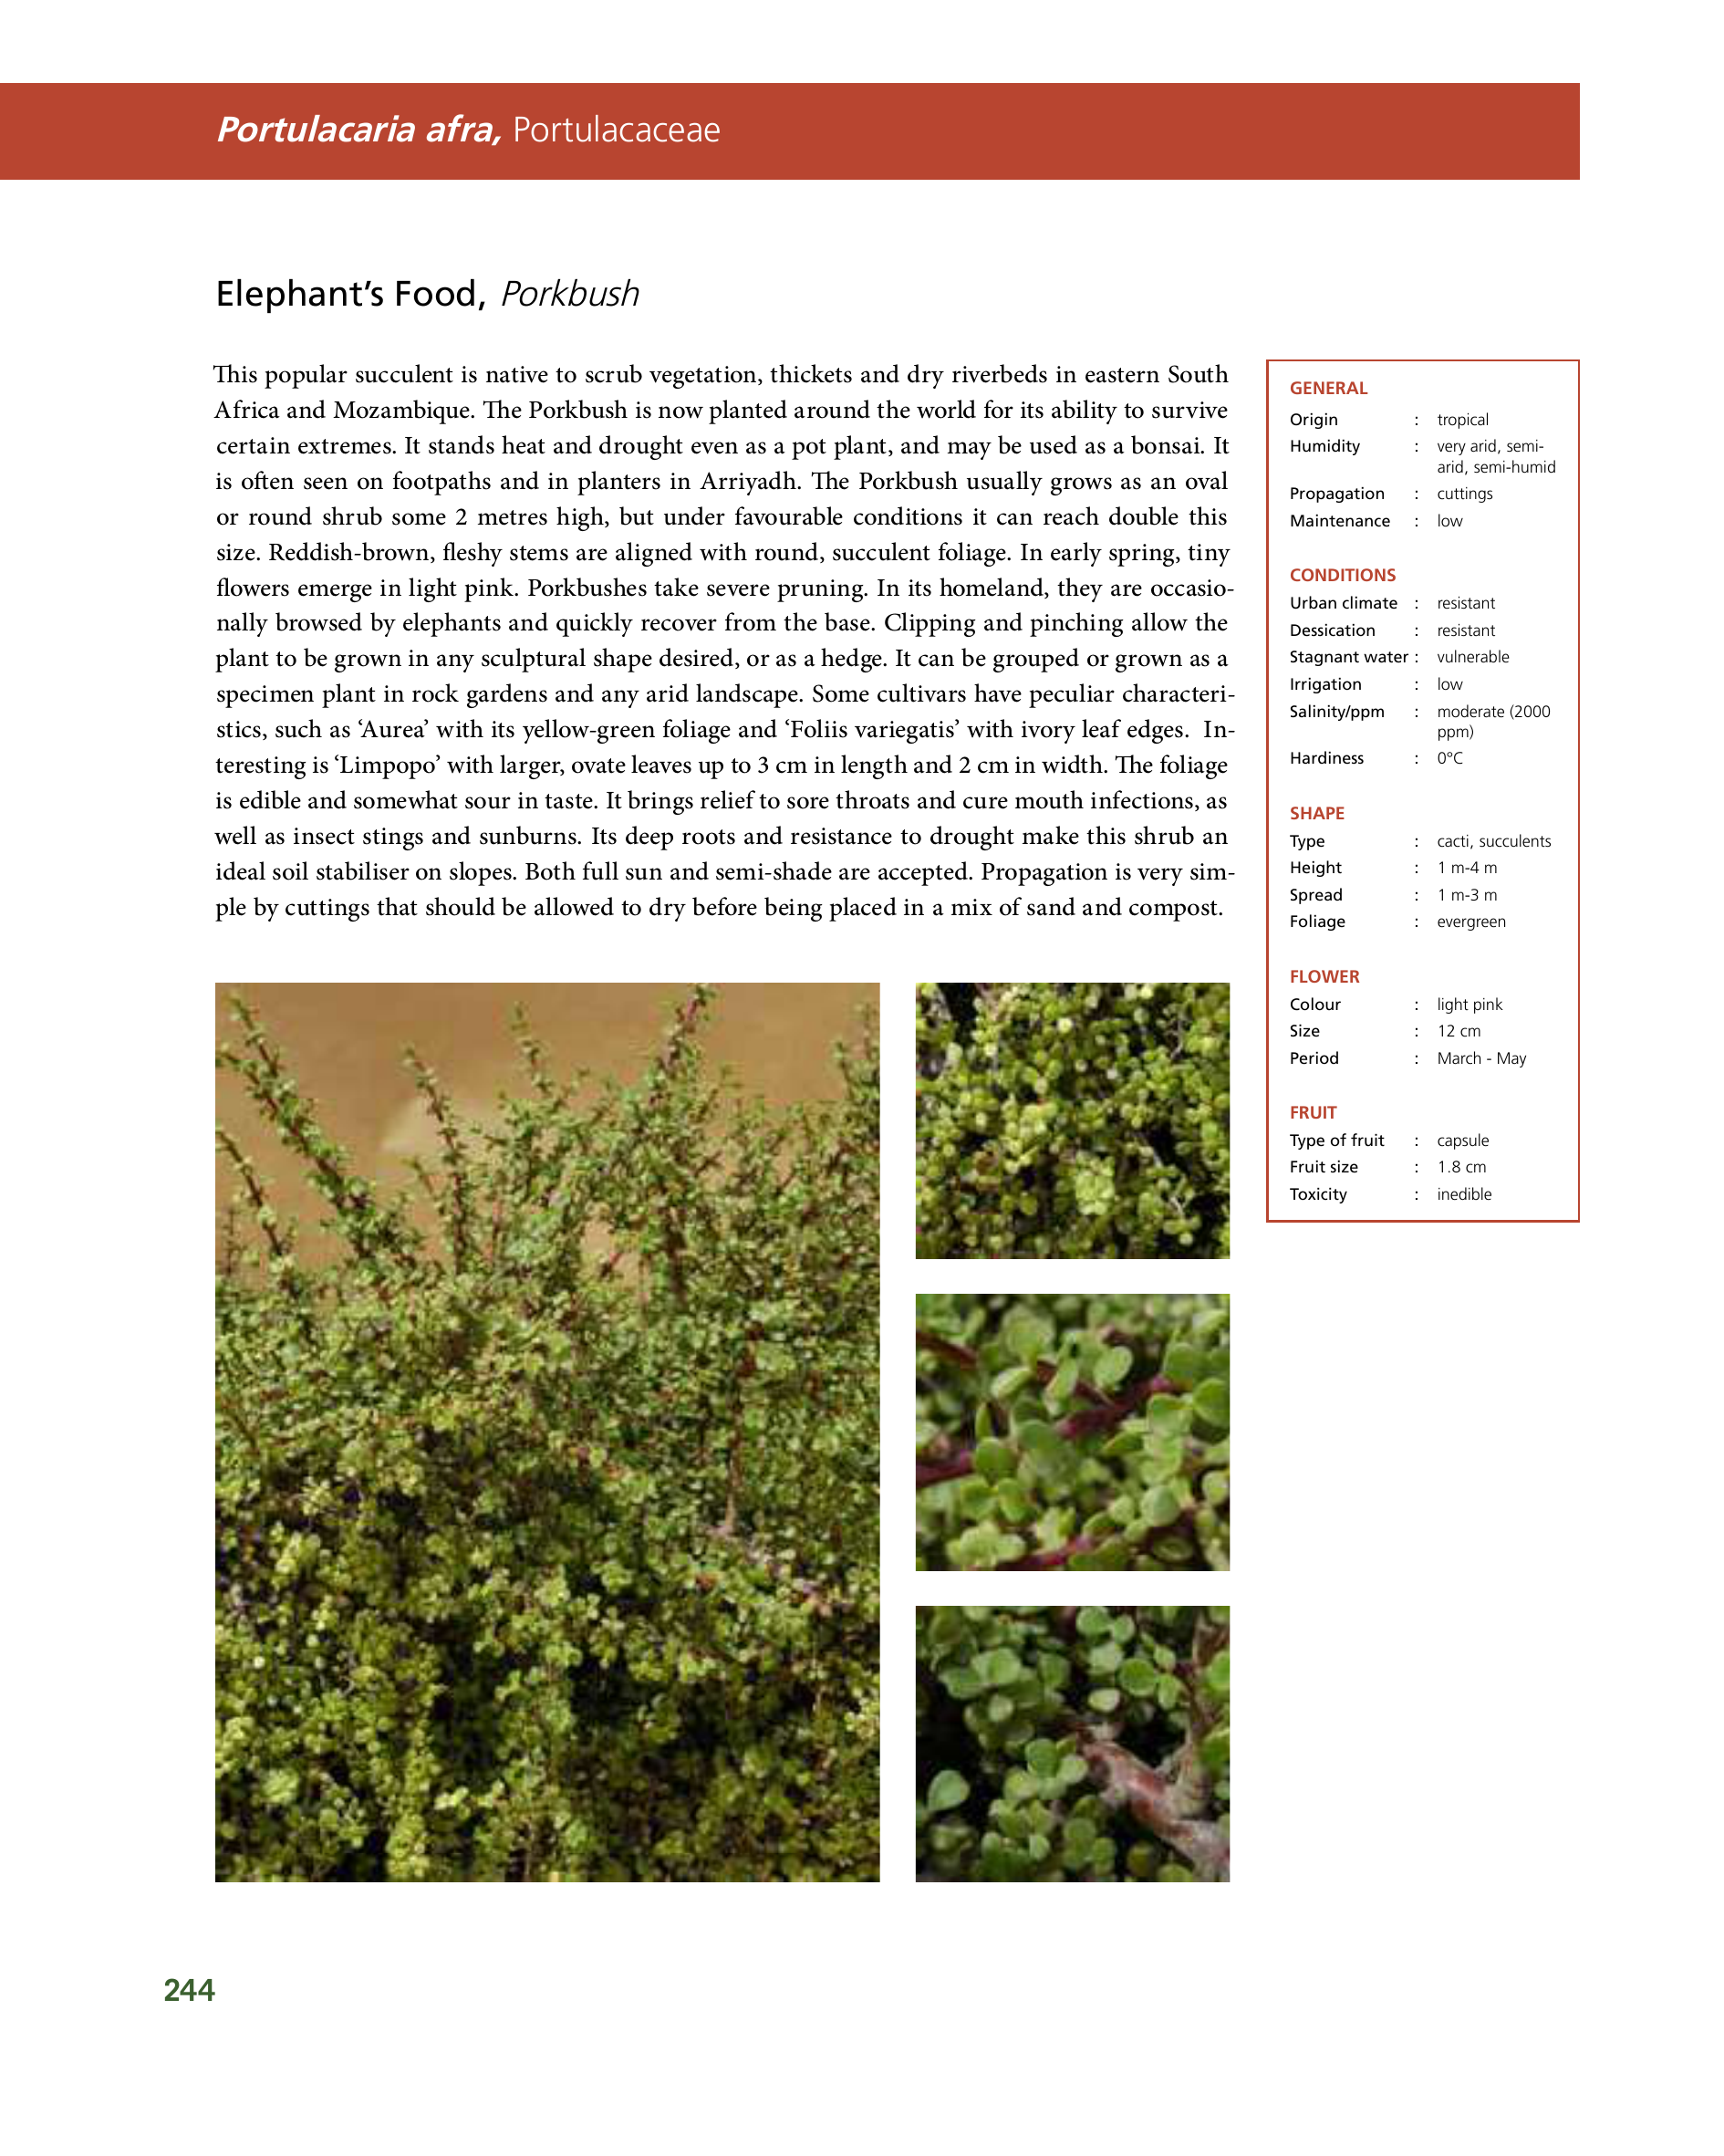 Portulacaria afra, Portulacaceae
Elephant’s Food, Porkbush
This popular succulent is native to scrub vegetation, thickets and dry riverbeds in eastern South
Africa and Mozambique. The Porkbush is now planted around the world for its ability to survive
certain extremes. It stands heat and drought even as a pot plant, and may be used as a bonsai. It
is often seen on footpaths and in planters in Arriyadh. The Porkbush usually grows as an oval
or round shrub some 2 metres high, but under favourable conditions it can reach double this
size. Reddish-brown, fleshy stems are aligned with round, succulent foliage. In early spring, tiny
flowers emerge in light pink. Porkbushes take severe pruning. In its homeland, they are occasio-
nally browsed by elephants and quickly recover from the base. Clipping and pinching allow the
plant to be grown in any sculptural shape desired, or as a hedge. It can be grouped or grown as a
specimen plant in rock gardens and any arid landscape. Some cultivars have peculiar characteri-
stics, such as ‘Aurea’ with its yellow-green foliage and ‘Foliis variegatis’ with ivory leaf edges. In-
teresting is ‘Limpopo’ with larger, ovate leaves up to 3 cm in length and 2 cm in width. The foliage
is edible and somewhat sour in taste. It brings relief to sore throats and cure mouth infections, as
well as insect stings and sunburns. Its deep roots and resistance to drought make this shrub an
ideal soil stabiliser on slopes. Both full sun and semi-shade are accepted. Propagation is very sim-
ple by cuttings that should be allowed to dry before being placed in a mix of sand and compost.
GENERAL
Origin : tropical
Humidity : very arid, semi-
arid, semi-humid
Propagation : cuttings
Maintenance : low
CONDITIONS
Urban climate : resistant
Dessication : resistant
Stagnant water : vulnerable
Irrigation : low
Salinity/ppm : moderate (2000
ppm)
Hardiness : 0°C
SHAPE
Type : cacti, succulents
Height : 1 m-4 m
Spread : 1 m-3 m
Foliage : evergreen
FLOWER
Colour : light pink
Size : 12 cm
Period : March - May
FRUIT
Type of fruit : capsule
Fruit size : 1.8 cm
Toxicity : inedible
244